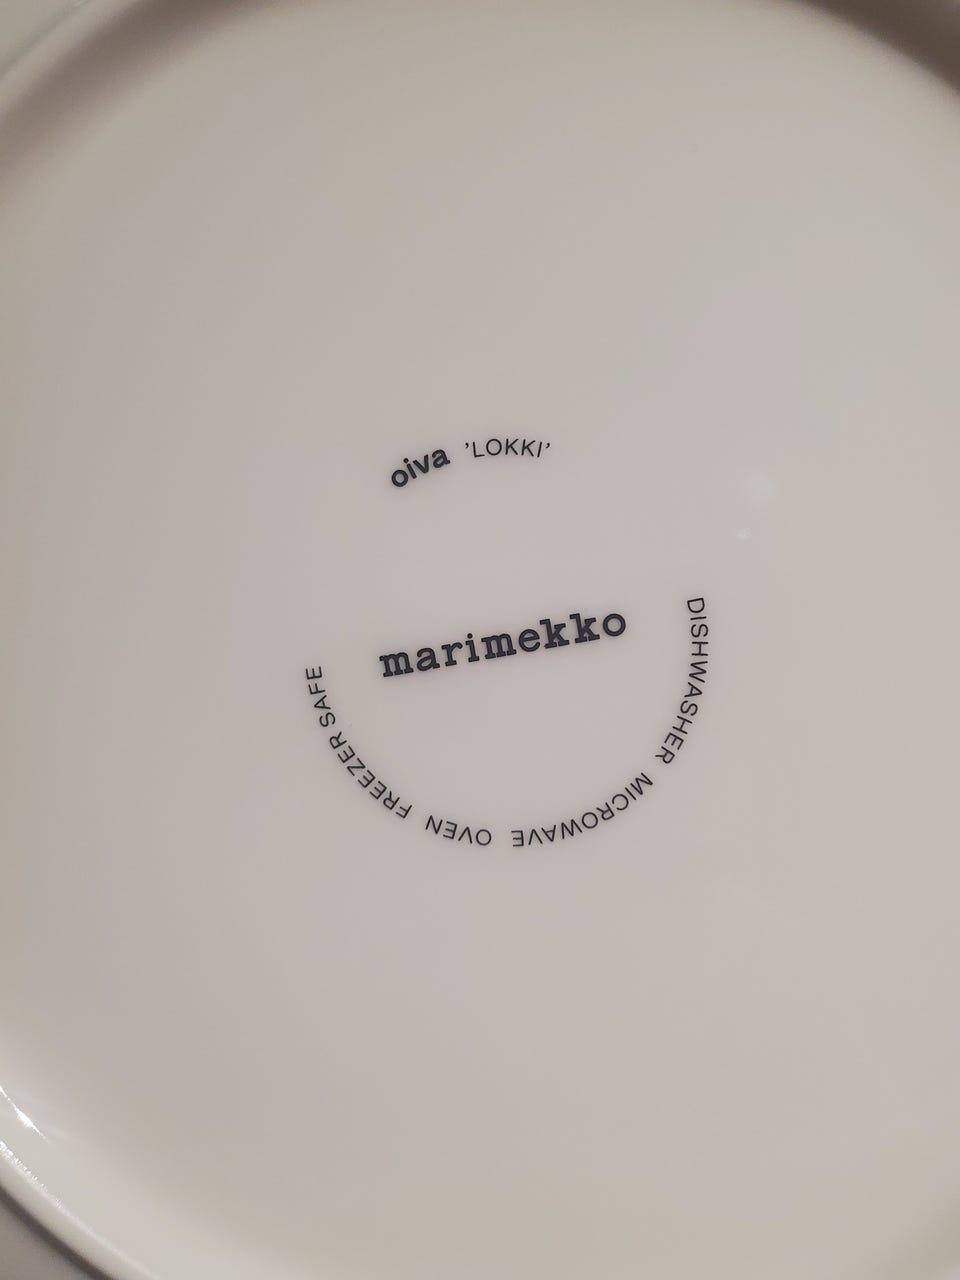 oiva 'LOKKI'
marimekko
DISHWASHER MICROWAVE OVEN FREEZER SAFE